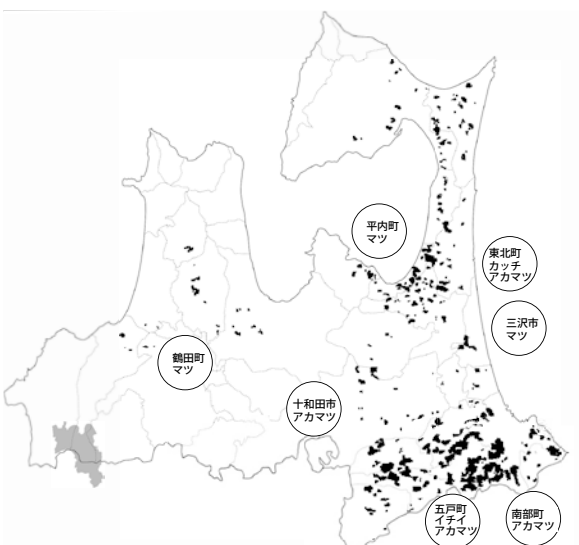 平内町
マツ
東北町
カッチ
アカマツ
三沢市
マツ
鶴田町
マツ
十和田市
アカマツ
五戸町
イチイ
アカマツ
南部町
アカマツ